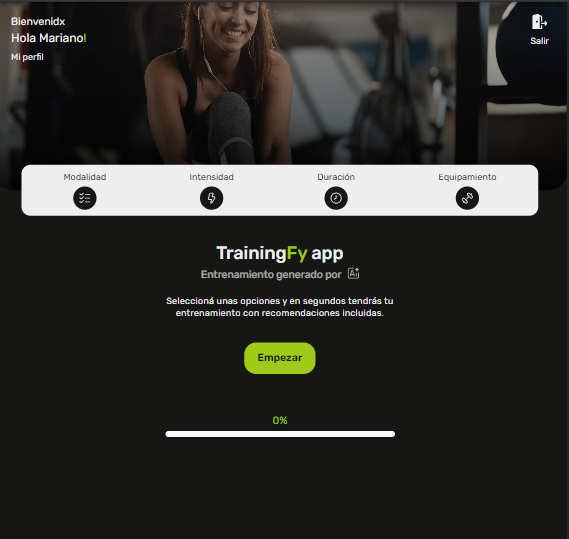 Bienvenidx
Hola Mariano!
Mi perfil
Salir
Modalidad
Intensidad
Duración
Equipamiento
TrainingFy app
Entrenamiento generado por AI
Seleccioná unas opciones y en segundos tendrás tu
entrenamiento con recomendaciones incluidas.
Empezar
0%